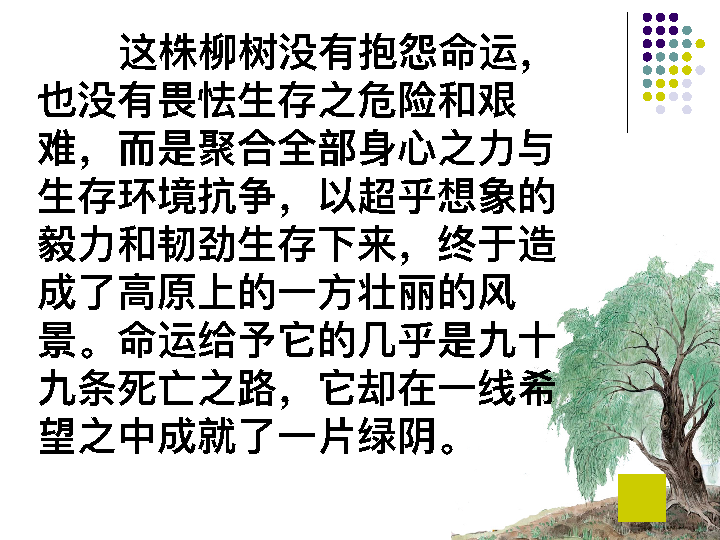 这株柳树没有抱怨命运，
也没有畏怯生存之危险和艰
难，而是聚合全部身心之力与
生存环境抗争，以超乎想象的
毅力和韧劲生存下来，终于造
成了高原上的一方壮丽的风
景。命运给予它的几乎是九十
九条死亡之路，它却在一线希
望之中成就了一片绿阴。